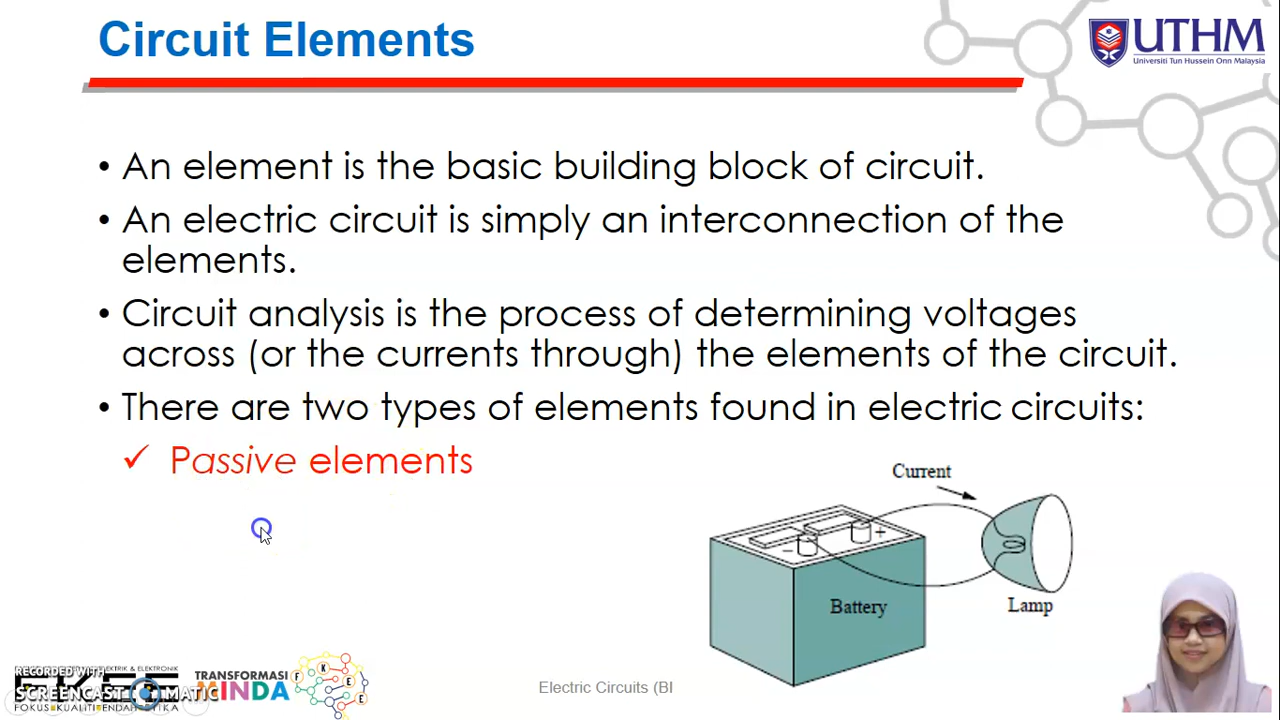 Circuit Elements
UTHM
Universiti Tun Hussein Onn Malaysia
• An element is the basic building block of circuit.
• An electric circuit is simply an interconnection of the
elements.
• Circuit analysis is the process of determining voltages
across (or the currents through) the elements of the circuit.
• There are two types of elements found in electric circuits:
✓ Passive elements
Current
− +
Battery
Lamp
RECORDED WITH
SCREENCAST MATIC
TRANSFORMASI
MINDA
F K E E
Electric Circuits (BI